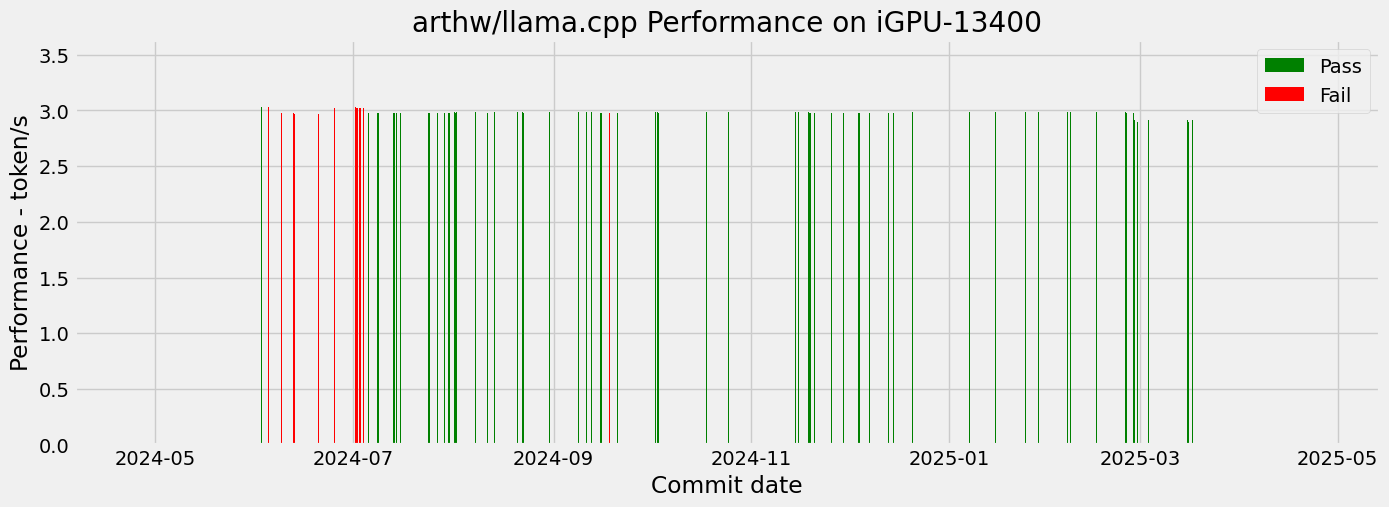 arthw/llama.cpp Performance on iGPU-13400
Performance - token/s
3.5
3.0
2.5
2.0
1.5
1.0
0.5
0.0
Pass
Fail
2024-05 2024-07 2024-09 2024-11 2025-01 2025-03 2025-05
Commit date